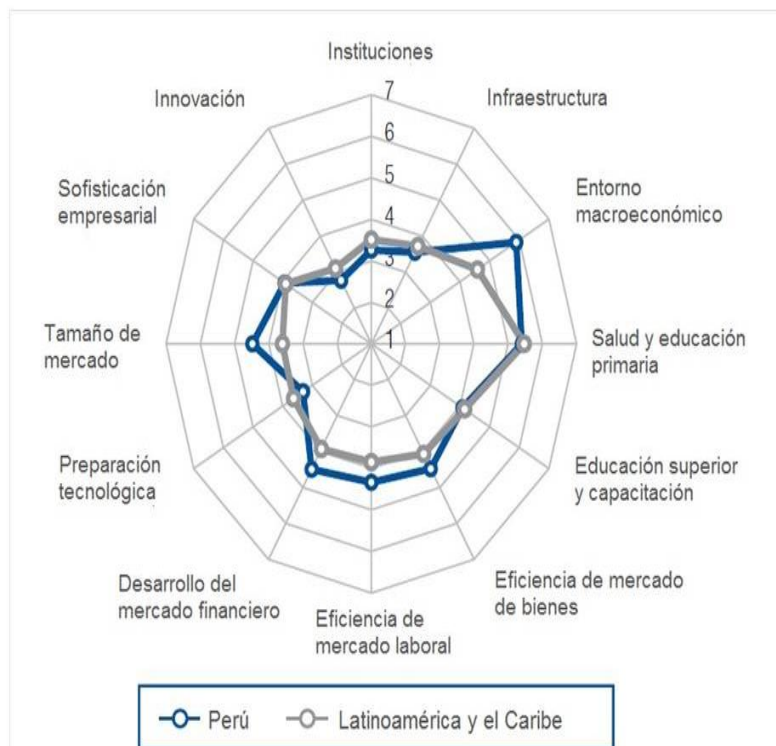 Instituciones
Innovación
Infraestructura
7
6
5
4
3
2
1
Sofisticación
empresarial
Entorno
macroeconómico
Tamaño de
mercado
Salud y educación
primaria
Preparación
tecnológica
Educación superior
y capacitación
Desarrollo del
mercado financiero
Eficiencia de
mercado laboral
Eficiencia de mercado
de bienes
Perú
Latinoamérica y el Caribe